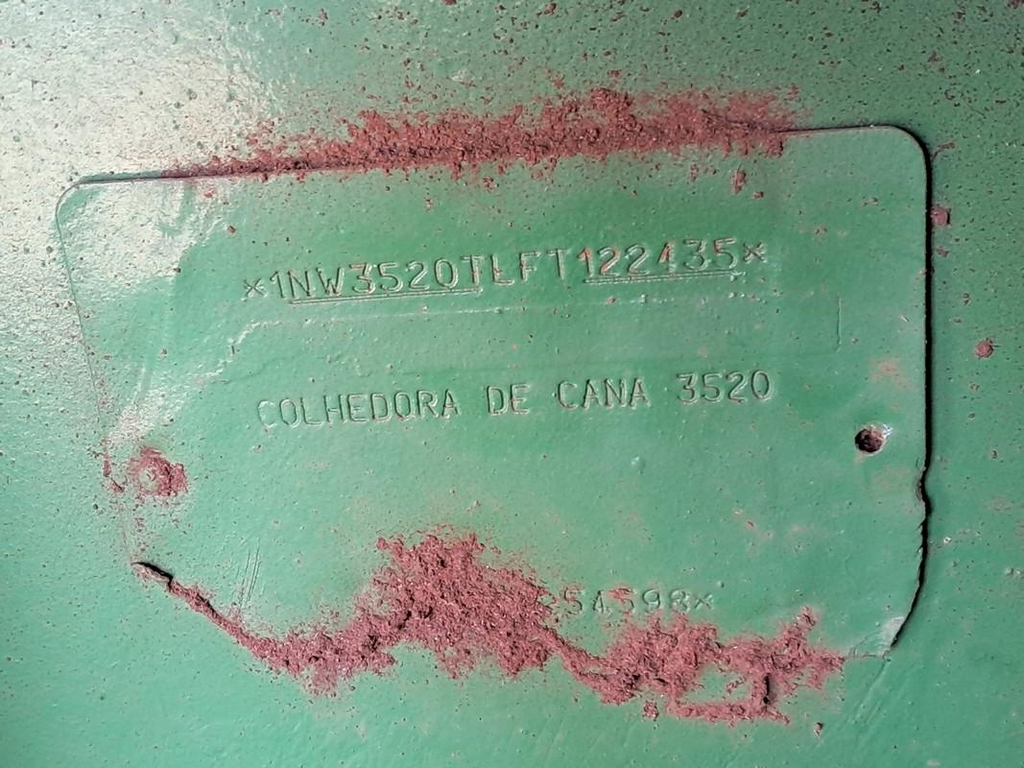 *1NW3520TLFT122435*
COLHEDORA DE CANA 3520
54598*